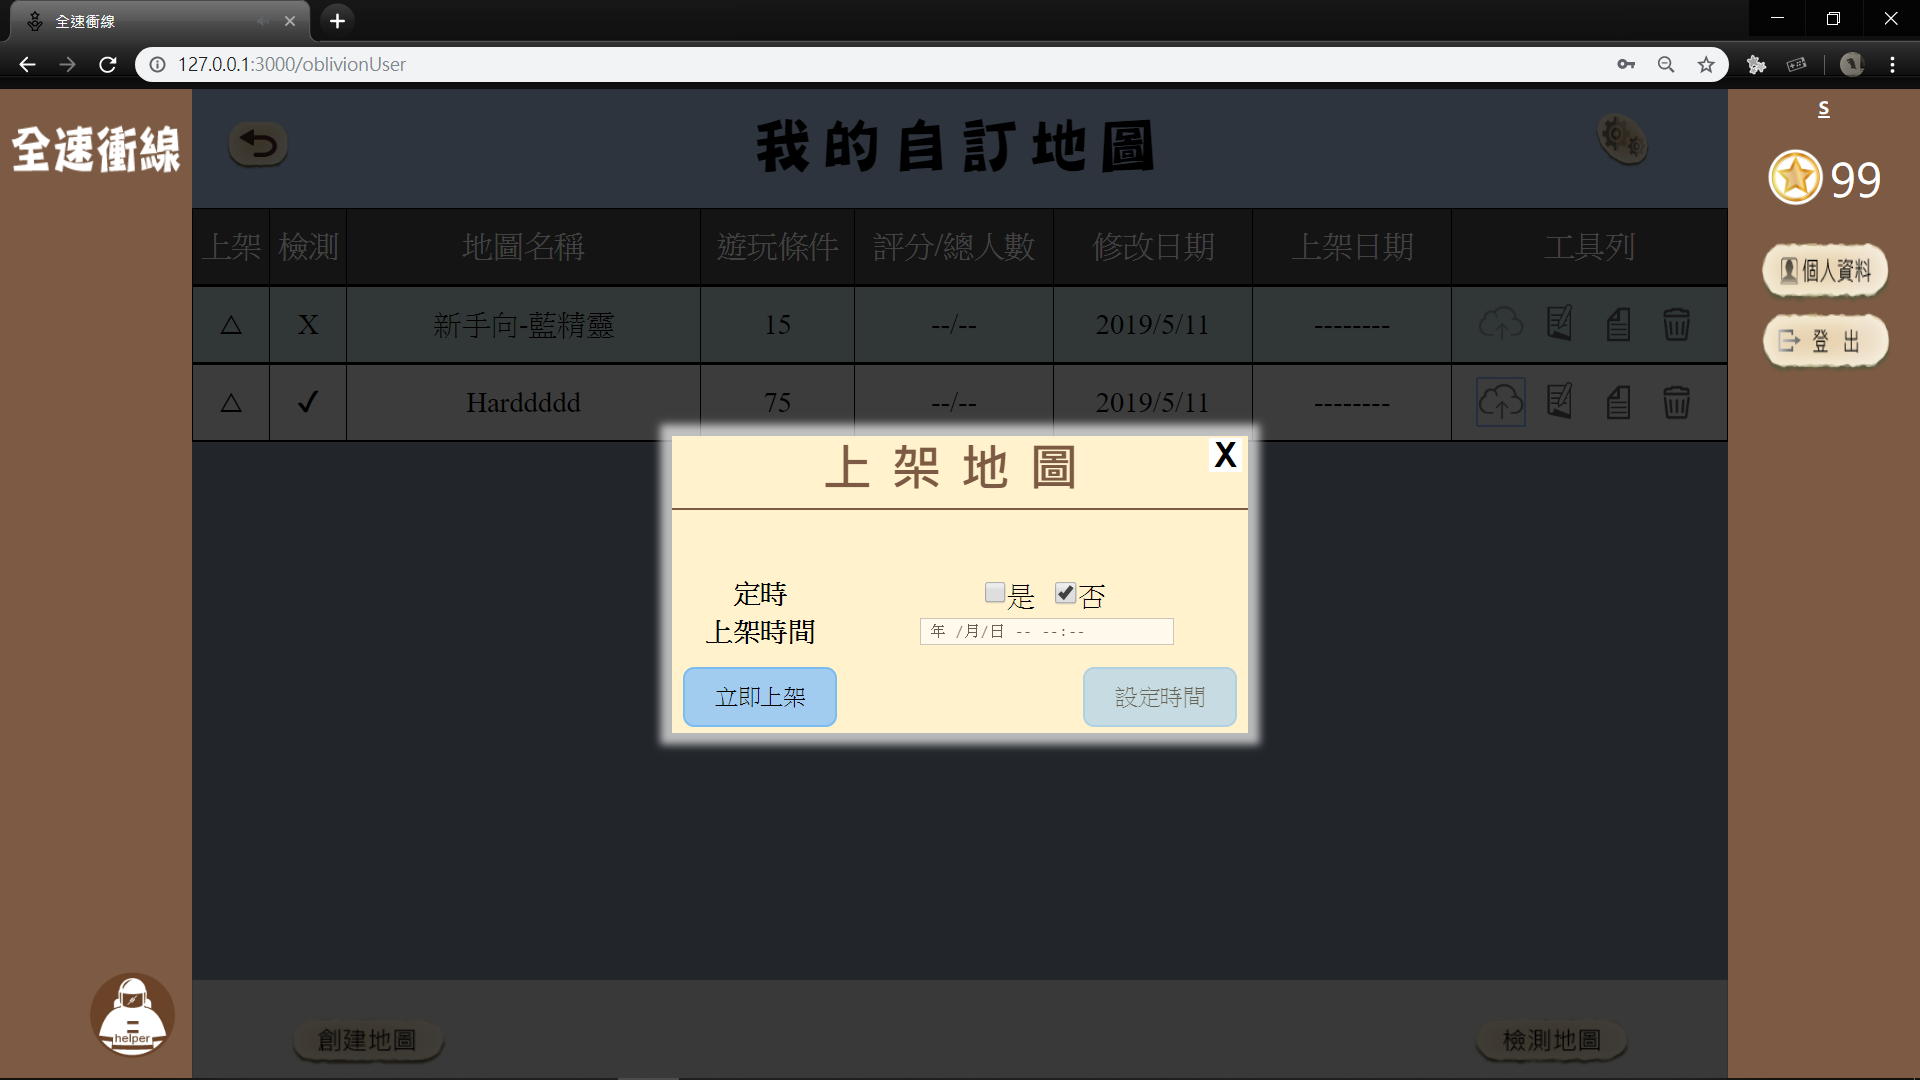 全速衝線
127.0.0.1:3000/oblivionUser
全速衝線
我的自訂地圖
S
99
個人資料
登 出
上架 檢測 地圖名稱 遊玩條件 評分/總人數 修改日期 上架日期 工具列
△ X 新手向-藍精靈 15 --/-- 2019/5/11 --------
△ ✓ Harddddd 75 --/-- 2019/5/11 --------
上架地圖
X
定時 是 否
上架時間 年 /月/日 -- --:--
立即上架 設定時間
helper
創建地圖
檢測地圖